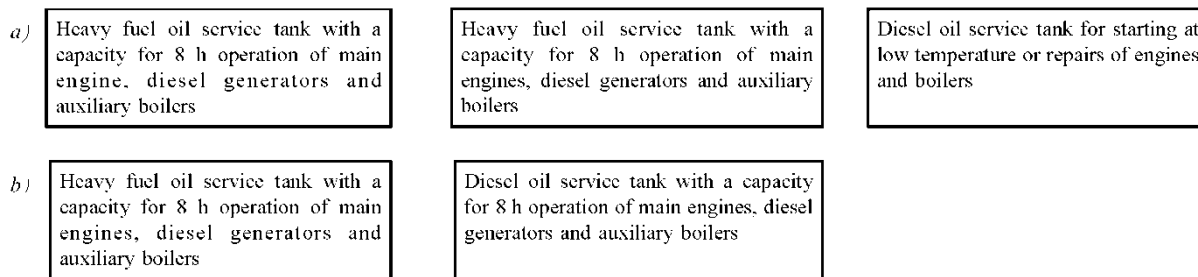 a)
Heavy fuel oil service tank with a
capacity for 8 h operation of main
engine, diesel generators and
auxiliary boilers
Heavy fuel oil service tank with a
capacity for 8 h operation of main
engines, diesel generators and auxiliary
boilers
Diesel oil service tank for starting at
low temperature or repairs of engines
and boilers
b)
Heavy fuel oil service tank with a
capacity for 8 h operation of main
engines, diesel generators and
auxiliary boilers
Diesel oil service tank with a capacity
for 8 h operation of main engines, diesel
generators and auxiliary boilers